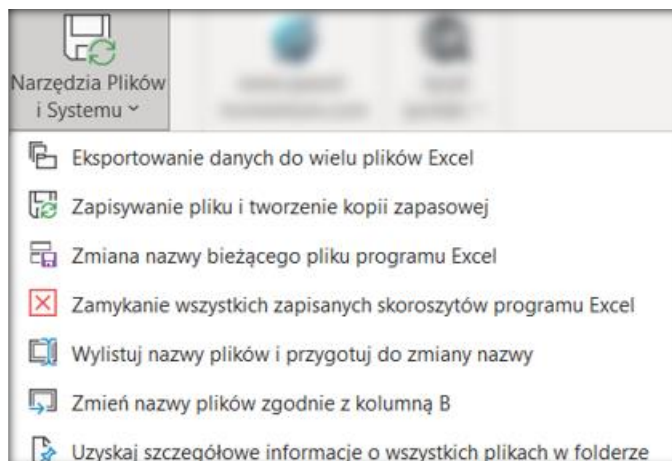 Narzędzia Plików
i Systemu
Eksportowanie danych do wielu plików Excel
Zapisywanie pliku i tworzenie kopii zapasowej
Zmiana nazwy bieżącego pliku programu Excel
Zamykanie wszystkich zapisanych skoroszytów programu Excel
Wylistuj nazwy plików i przygotuj do zmiany nazwy
Zmień nazwy plików zgodnie z kolumną B
Uzyskaj szczegółowe informacje o wszystkich plikach w folderze